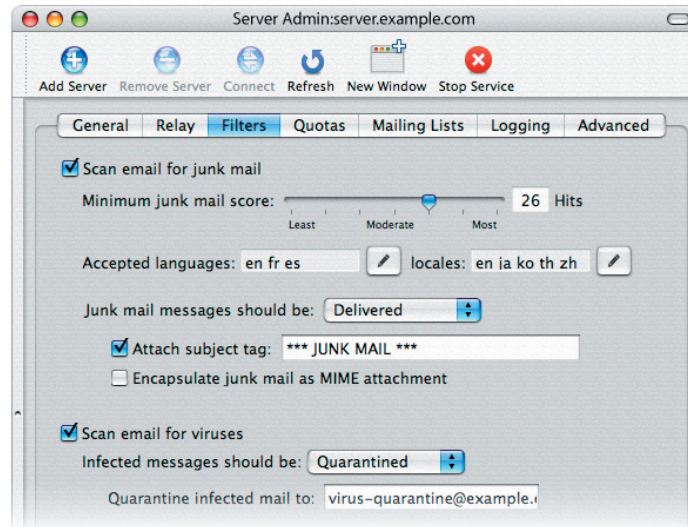 Server Admin:server.example.com
Add Server Remove Server Connect Refresh New Window Stop Service
General Relay Filters Quotas Mailing Lists Logging Advanced
Scan email for junk mail
Minimum junk mail score: 26 Hits
Least Moderate Most
Accepted languages: en fr es locales: en ja ko th zh
Junk mail messages should be: Delivered
Attach subject tag: *** JUNK MAIL ***
Encapsulate junk mail as MIME attachment
Scan email for viruses
Infected messages should be: Quarantined
Quarantine infected mail to: virus-quarantine@example.